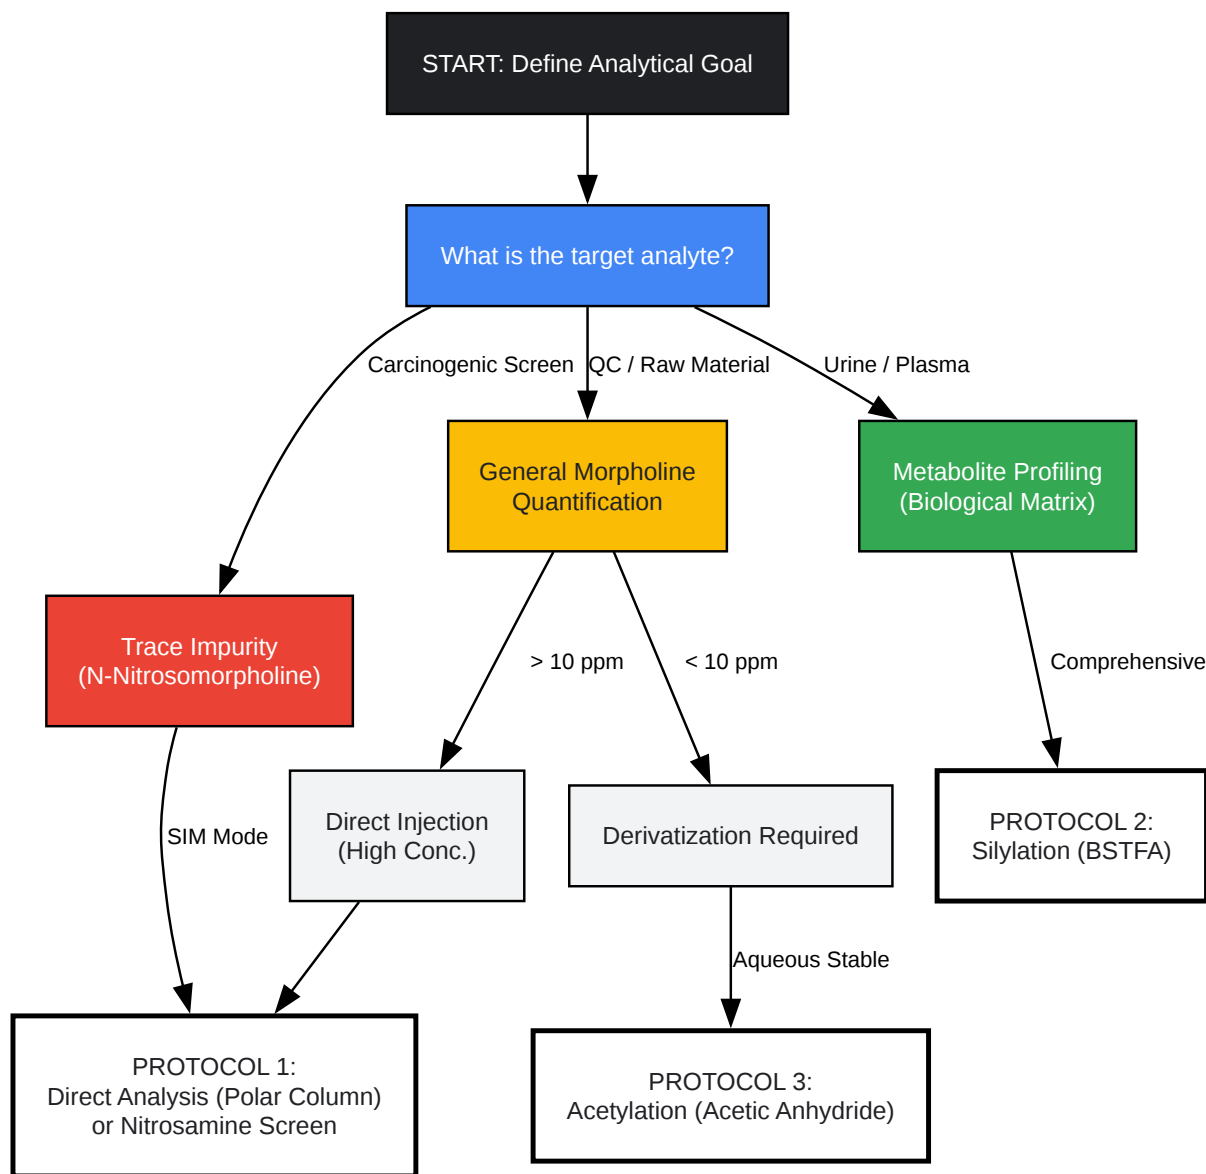 START: Define Analytical Goal
What is the target analyte?
Carcinogenic Screen
QC / Raw Material
Urine / Plasma
General Morpholine
Quantification
Metabolite Profiling
(Biological Matrix)
Trace Impurity
(N-Nitrosomorpholine)
> 10 ppm
< 10 ppm
Comprehensive
SIM Mode
Direct Injection
(High Conc.)
Derivatization Required
PROTOCOL 2:
Silylation (BSTFA)
Aqueous Stable
PROTOCOL 1:
Direct Analysis (Polar Column)
or Nitrosamine Screen
PROTOCOL 3:
Acetylation (Acetic Anhydride)